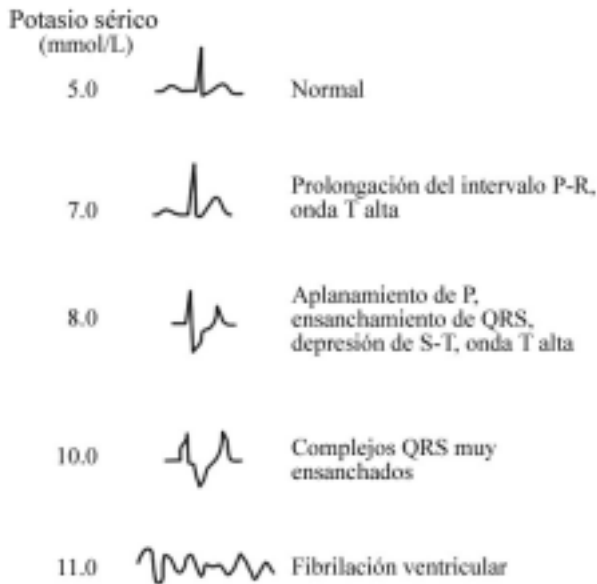 Potasio sérico
(mmol/L)
5.0 Normal
7.0 Prolongación del intervalo P-R,
onda T alta
8.0 Aplanamiento de P,
ensanchamiento de QRS,
depresión de S-T, onda T alta
10.0 Complejos QRS muy
ensanchados
11.0 Fibrilación ventricular